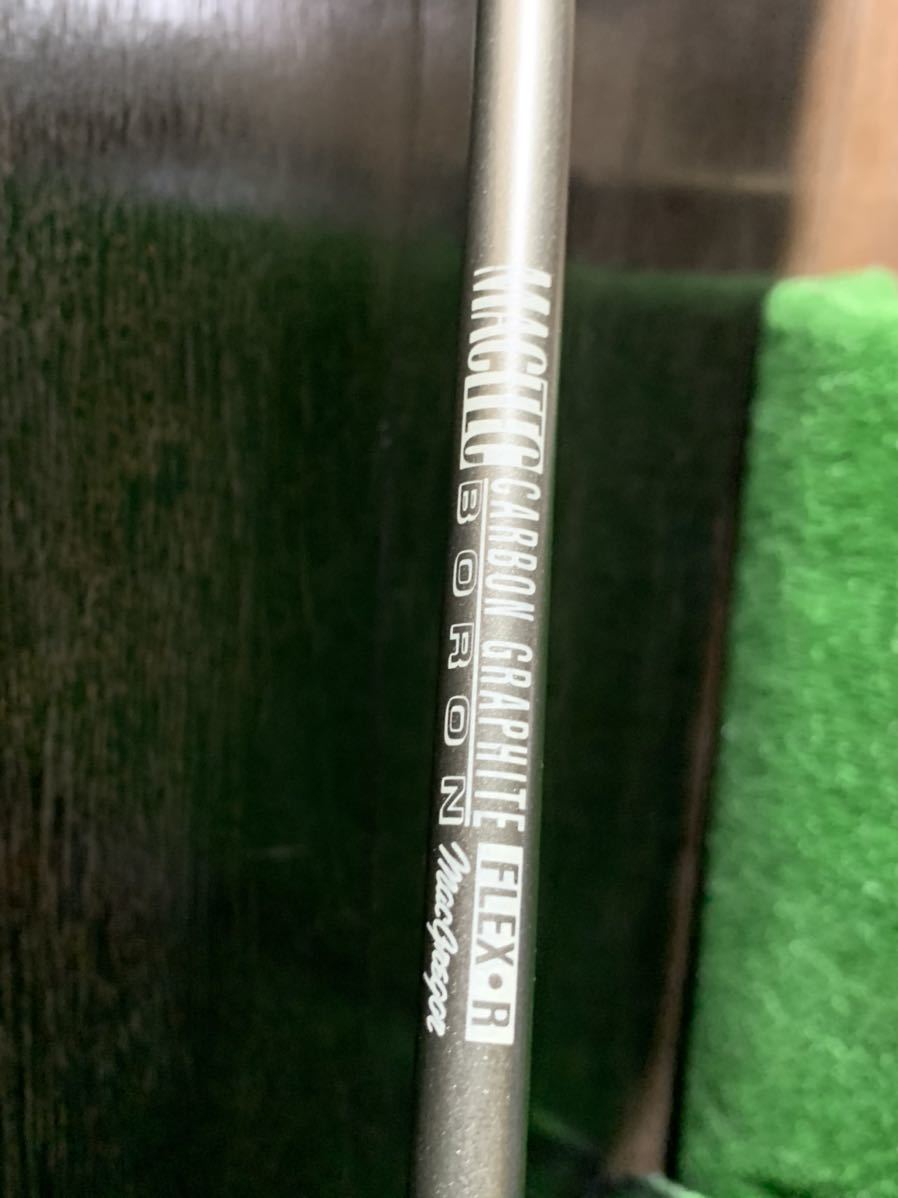 MACTEC CARBON GRAPHITE FLEX•R
BORON MacGregor